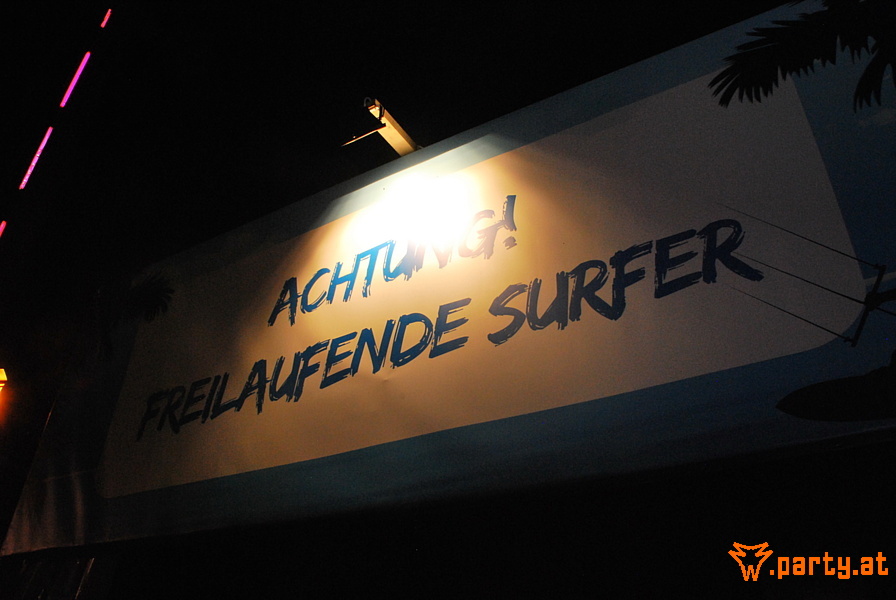 ACHTUNG!
FREILAUFENDE SURFER
W.party.at